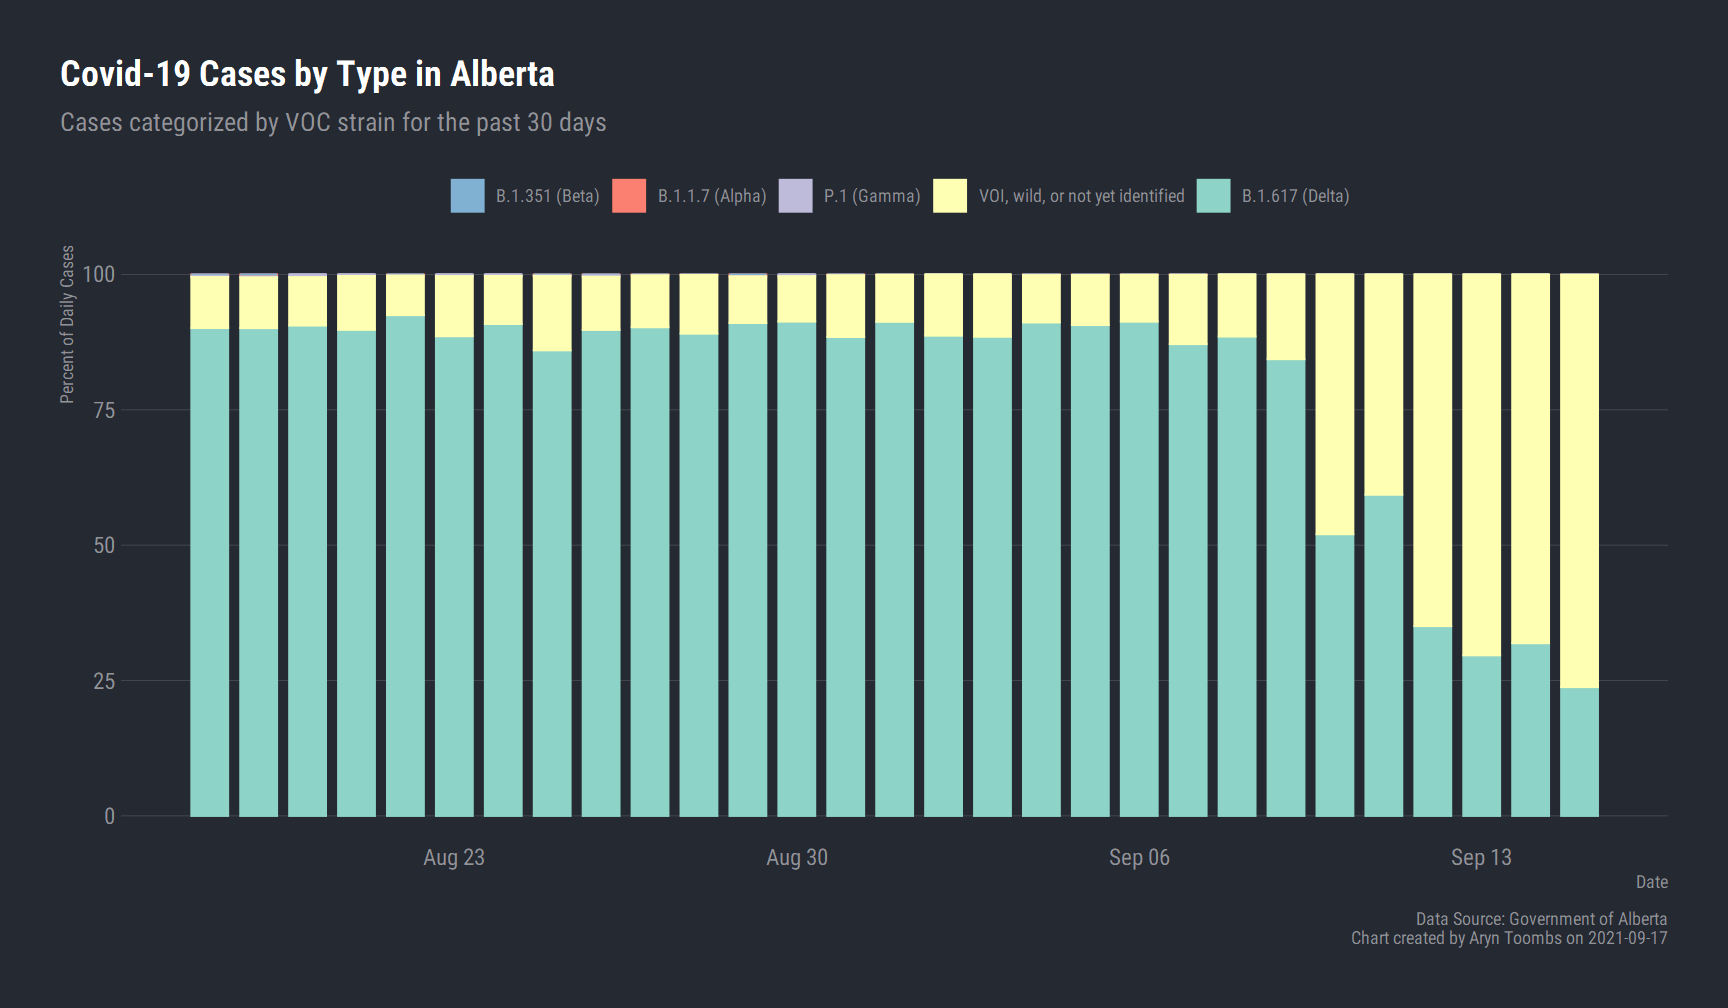 Covid-19 Cases by Type in Alberta
Cases categorized by VOC strain for the past 30 days
B.1.351 (Beta) B.1.1.7 (Alpha) P.1 (Gamma) VOI, wild, or not yet identified B.1.617 (Delta)
Percent of Daily Cases
100
75
50
25
0
Aug 23 Aug 30 Sep 06 Sep 13
Date
Data Source: Government of Alberta
Chart created by Aryn Toombs on 2021-09-17